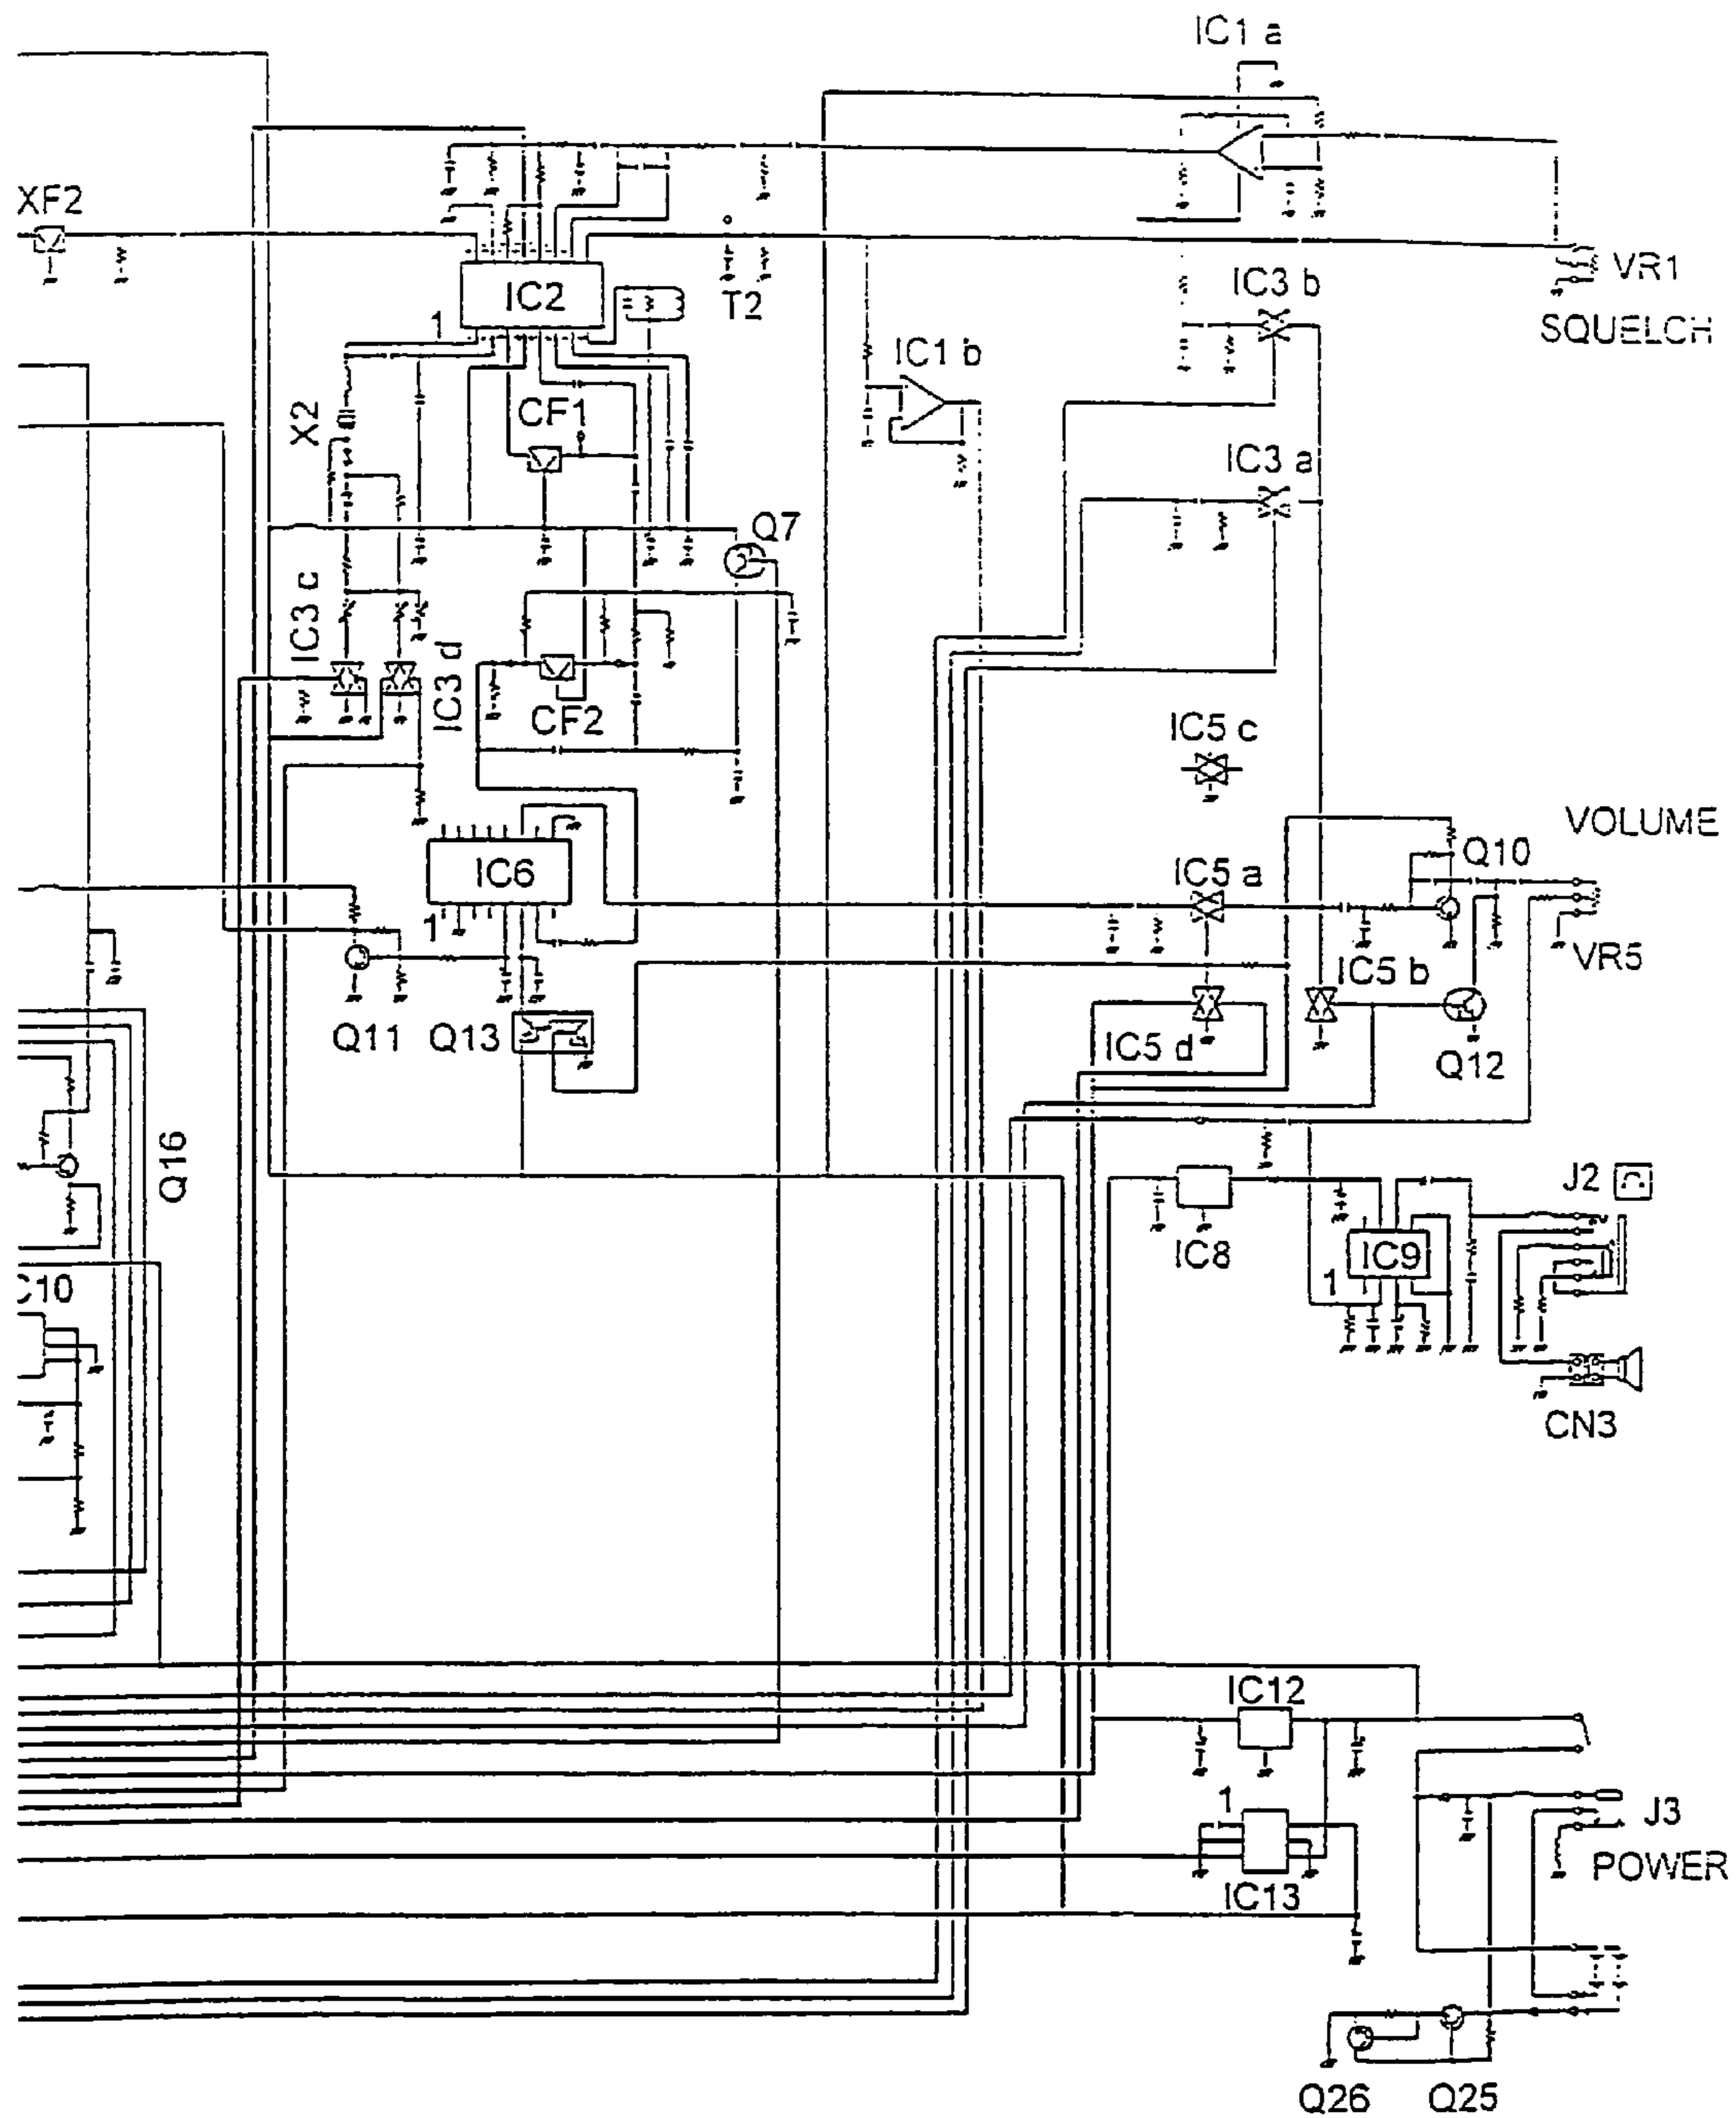 IC1 a
XF2
IC2
1
T2
IC3 b
VR1
SQUELCH
IC1 b
X2
CF1
IC3 a
Q7
IC3 c
IC3 d
CF2
IC5 c
VOLUME
Q10
IC6
IC5 a
1
VR5
IC5 b
Q11
Q13
IC5 d
Q12
Q16
J2
IC8
IC9
1
C10
CN3
IC12
1
J3
POWER
IC13
Q26
Q25